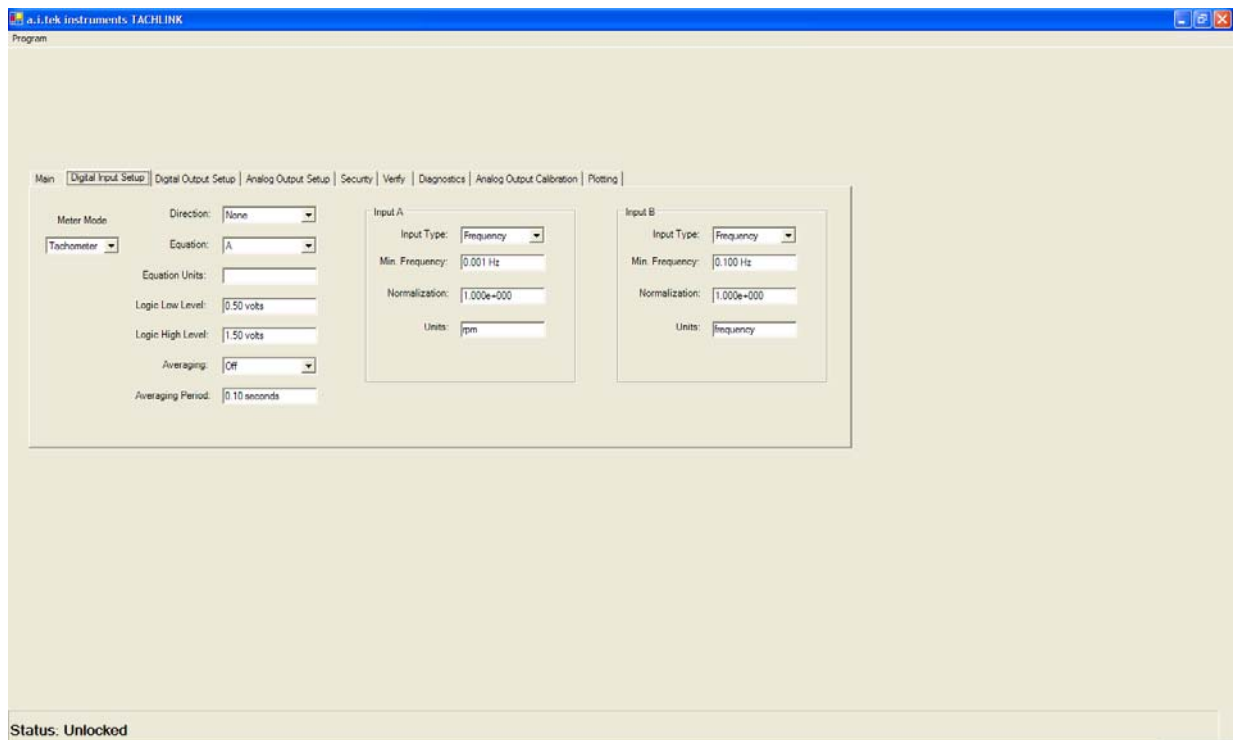 a.i.tek instruments TACHLINK
Program
Main Digital Input Setup Digital Output Setup Analog Output Setup Security Verify Diagnostics Analog Output Calibration Plotting
Meter Mode
Tachometer
Direction: None
Equation: A
Equation Units:
Logic Low Level: 0.50 volts
Logic High Level: 1.50 volts
Averaging: Off
Averaging Period: 0.10 seconds
Input A
Input Type: Frequency
Min. Frequency: 0.001 Hz
Normalization: 1.000e+000
Units: rpm
Input B
Input Type: Frequency
Min. Frequency: 0.100 Hz
Normalization: 1.000e+000
Units: frequency
Status: Unlocked